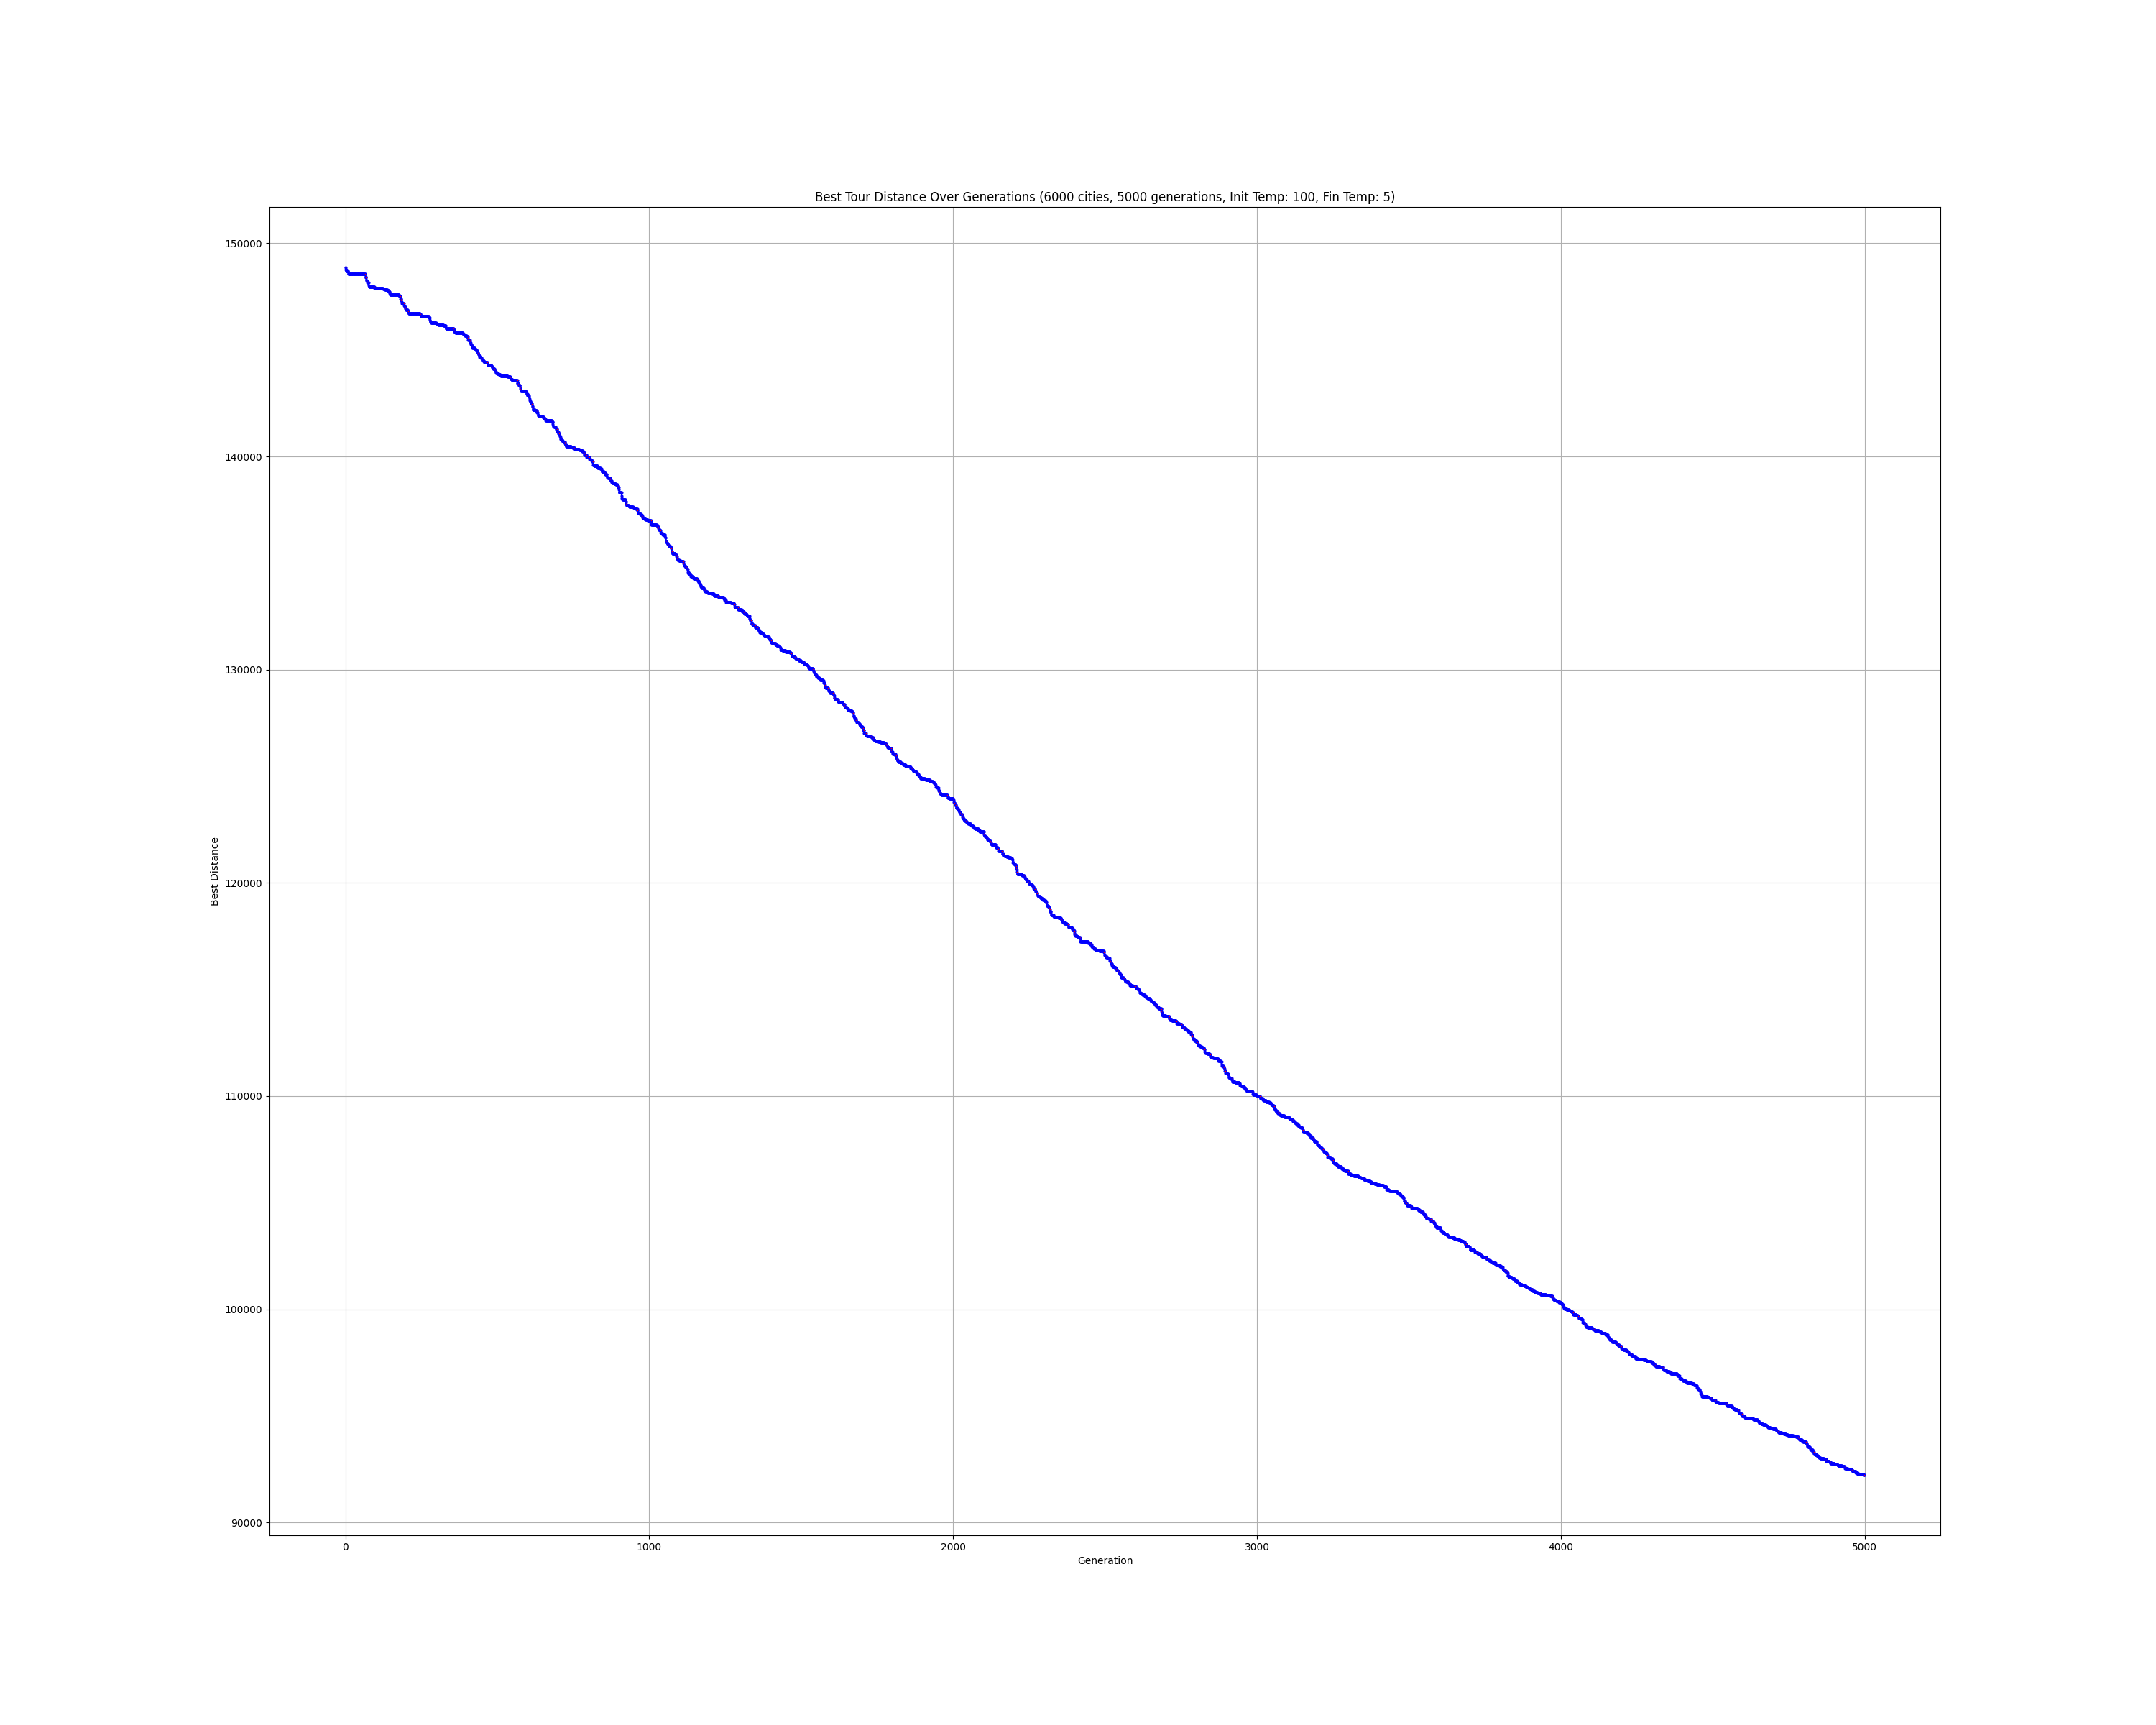 Best Tour Distance Over Generations (6000 cities, 5000 generations, Init Temp: 100, Fin Temp: 5)
150000
140000
130000
120000
110000
100000
90000
Best Distance
0 1000 2000 3000 4000 5000
Generation